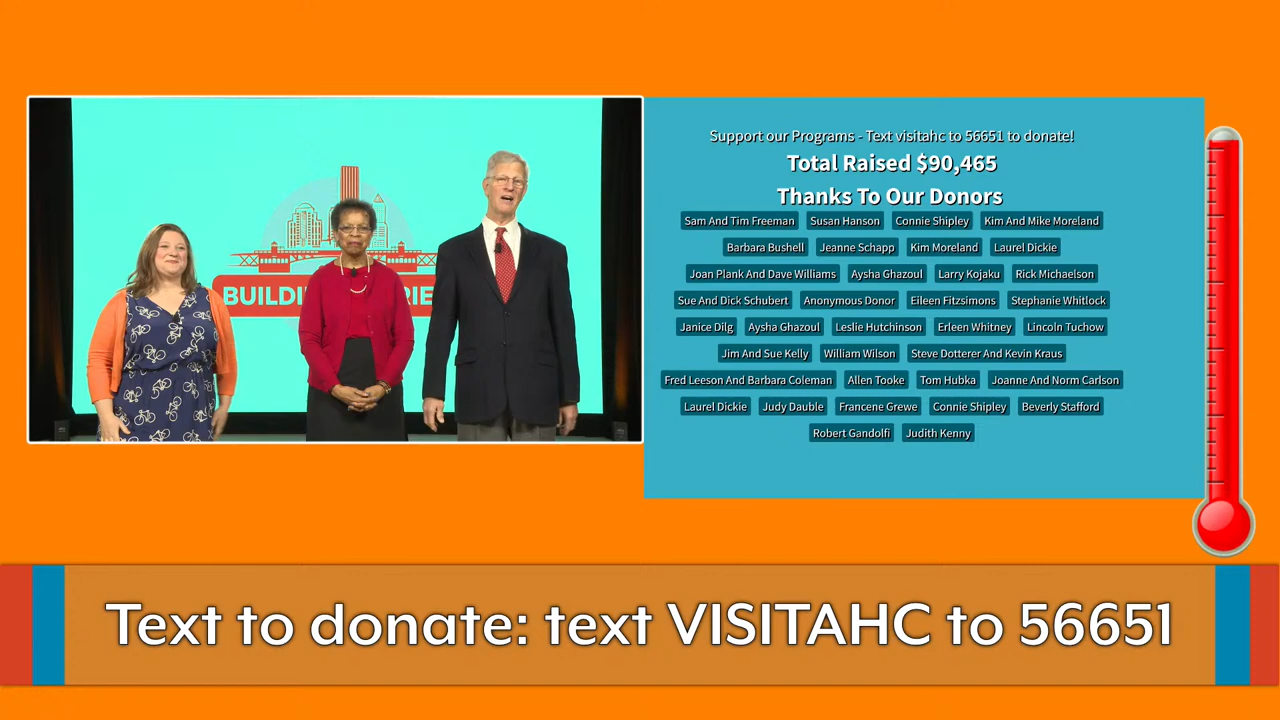 BUILDI
RIE
Support our Programs - Text visitahc to 56651 to donate!
Total Raised $90,465
Thanks To Our Donors
Sam And Tim Freeman Susan Hanson Connie Shipley Kim And Mike Moreland
Barbara Bushell Jeanne Schapp Kim Moreland Laurel Dickie
Joan Plank And Dave Williams Aysha Ghazoul Larry Kojaku Rick Michaelson
Sue And Dick Schubert Anonymous Donor Eileen Fitzsimons Stephanie Whitlock
Janice Dilg Aysha Ghazoul Leslie Hutchinson Erleen Whitney Lincoln Tuchow
Jim And Sue Kelly William Wilson Steve Dotterer And Kevin Kraus
Fred Leeson And Barbara Coleman Allen Tooke Tom Hubka Joanne And Norm Carlson
Laurel Dickie Judy Dauble Francene Grewe Connie Shipley Beverly Stafford
Robert Gandolfi Judith Kenny
Text to donate: text VISITAHC to 56651